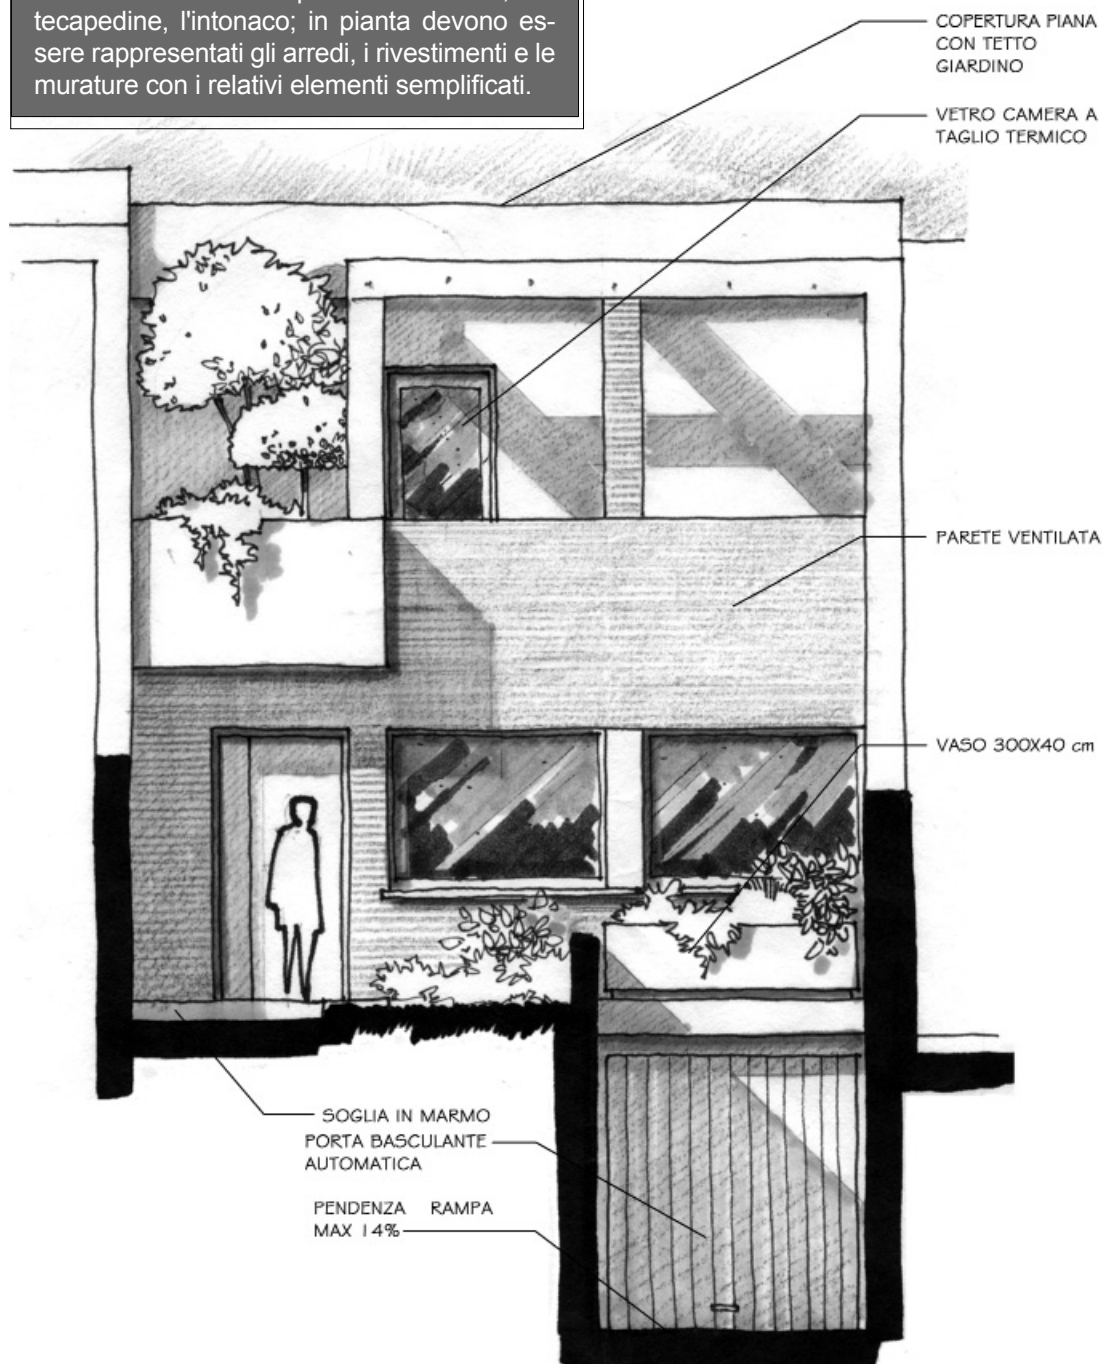 tecapedine, l'intonaco; in pianta devono es-
sere rappresentati gli arredi, i rivestimenti e le
murature con i relativi elementi semplificati.
COPERTURA PIANA
CON TETTO
GIARDINO
VETRO CAMERA A
TAGLIO TERMICO
PARETE VENTILATA
VASO 300X40 cm
SOGLIA IN MARMO
PORTA BASCULANTE
AUTOMATICA
PENDENZA RAMPA
MAX 14%